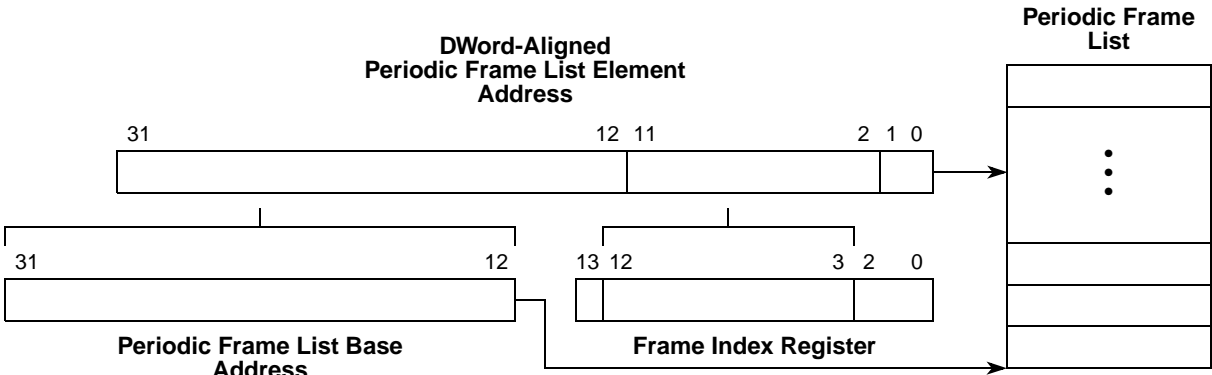 Periodic Frame
List
DWord-Aligned
Periodic Frame List Element
Address
31 12 11 2 1 0
31 12 13 12 3 2 0
Periodic Frame List Base
Address
Frame Index Register